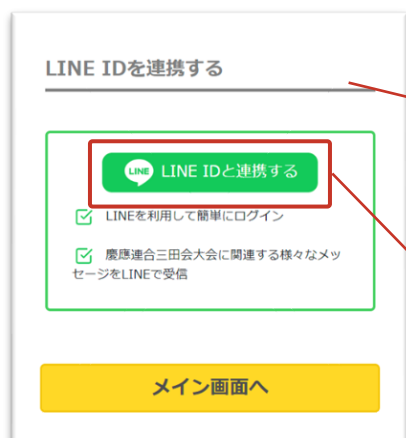 LINE IDを連携する
LINE LINE IDと連携する
LINEを利用して簡単にログイン
慶應連合三田会大会に関連する様々なメッ
セージをLINEで受信
メイン画面へ